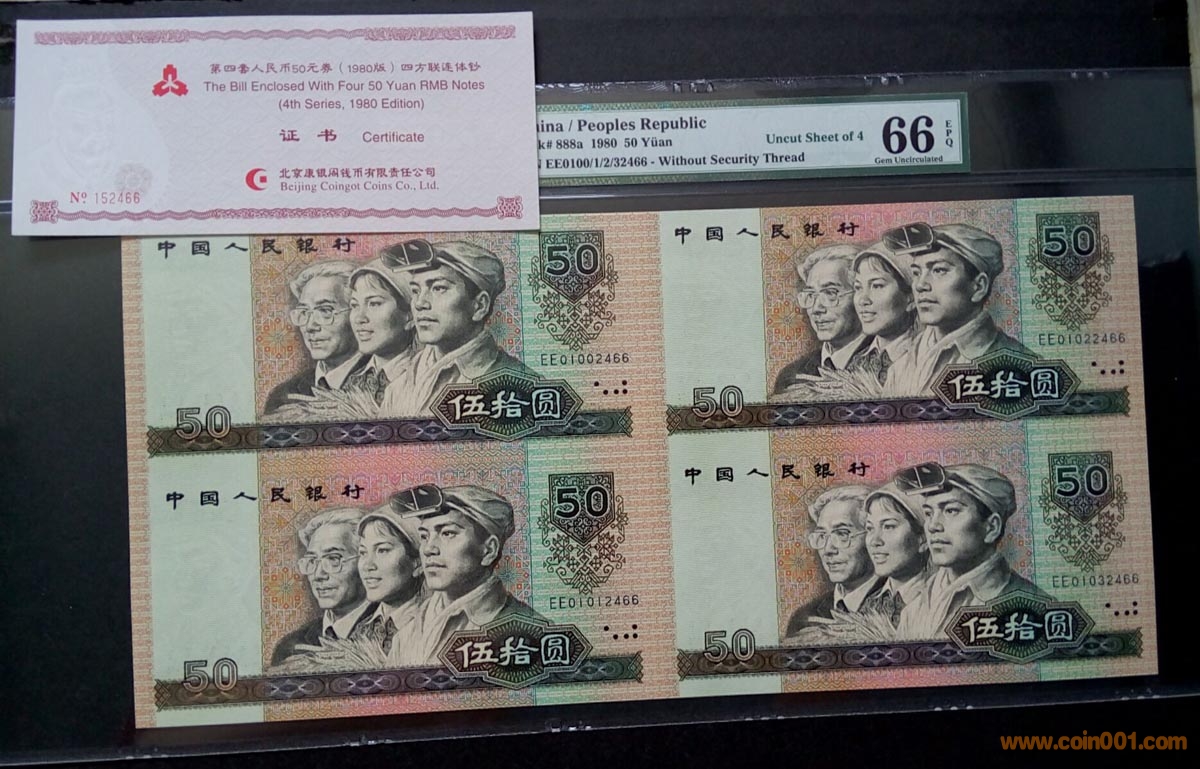 第四套人民币50元券（1980版）四方联连体钞
The Bill Enclosed With Four 50 Yuan RMB Notes
(4th Series, 1980 Edition)
证 书 Certificate
北京康银阁钱币有限责任公司
Beijing Coingot Coins Co., Ltd.
Nº 152466
ina / Peoples Republic
k# 888a 1980 50 Yüan
Uncut Sheet of 4
EE0100/1/2/32466 - Without Security Thread
66
EPQ
Gem Uncirculated
中国人民银行
50
EE01002466
伍拾圆
50
中国人民银行
50
EE01022466
伍拾圆
50
中国人民银行
50
EE01012466
伍拾圆
50
中国人民银行
50
EE01032466
伍拾圆
50
www.coin001.com